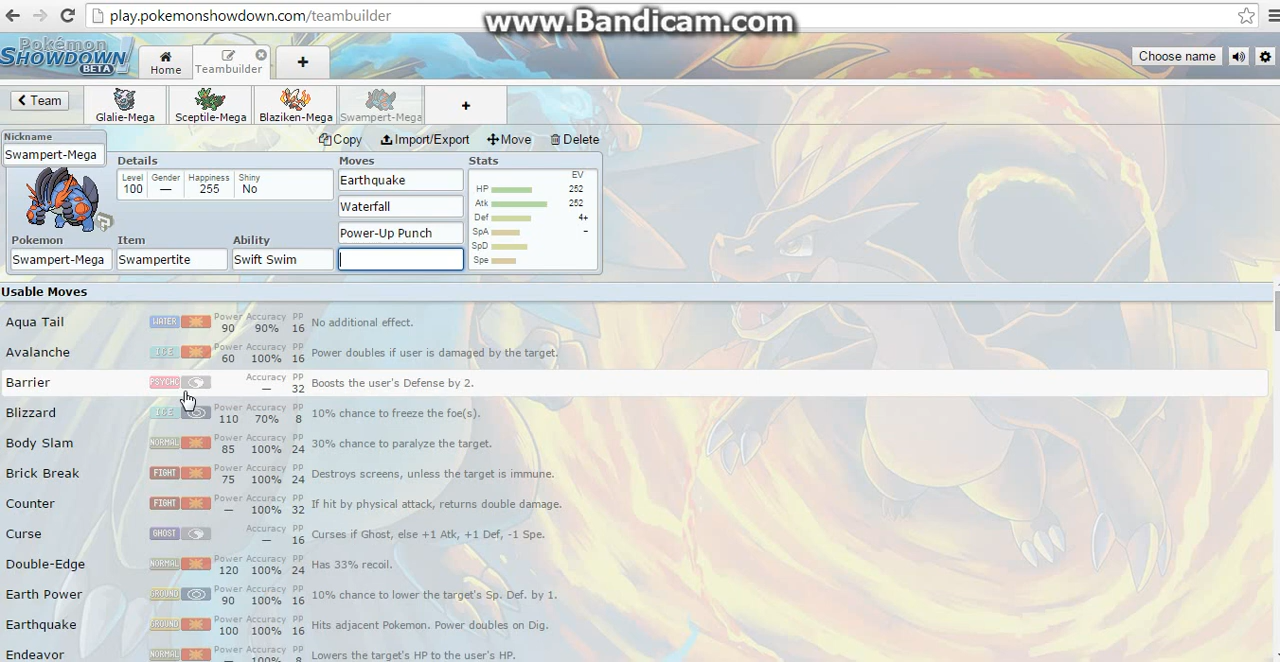 play.pokemonshowdown.com/teambuilder
www.Bandicam.com
Pokémon
SHOWDOWN!
BETA
Home
Teambuilder
+
Choose name
< Team
Glalie-Mega
Sceptile-Mega
Blaziken-Mega
Swampert-Mega
+
Nickname
Swampert-Mega
Copy Import/Export Move Delete
Details
Level Gender Happiness Shiny
100 — 255 No
Moves
Earthquake
Waterfall
Power-Up Punch
Stats
EV
HP 252
Atk 252
Def 4+
SpA -
SpD
Spe
Pokemon Item Ability
Swampert-Mega Swampertite Swift Swim
Usable Moves
Aqua Tail WATER Power 90 Accuracy 90% PP 16 No additional effect.
Avalanche ICE Power 60 Accuracy 100% PP 16 Power doubles if user is damaged by the target.
Barrier PSYCHC Accuracy — PP 32 Boosts the user's Defense by 2.
Blizzard ICE Power 110 Accuracy 70% PP 8 10% chance to freeze the foe(s).
Body Slam NORMAL Power 85 Accuracy 100% PP 24 30% chance to paralyze the target.
Brick Break FIGHT Power 75 Accuracy 100% PP 24 Destroys screens, unless the target is immune.
Counter FIGHT Power — Accuracy 100% PP 32 If hit by physical attack, returns double damage.
Curse GHOST Accuracy — PP 16 Curses if Ghost, else +1 Atk, +1 Def, -1 Spe.
Double-Edge NORMAL Power 120 Accuracy 100% PP 24 Has 33% recoil.
Earth Power GROUND Power 90 Accuracy 100% PP 16 10% chance to lower the target's Sp. Def. by 1.
Earthquake GROUND Power 100 Accuracy 100% PP 16 Hits adjacent Pokemon. Power doubles on Dig.
Endeavor NORMAL Power — Accuracy 100% PP 8 Lowers the target's HP to the user's HP.